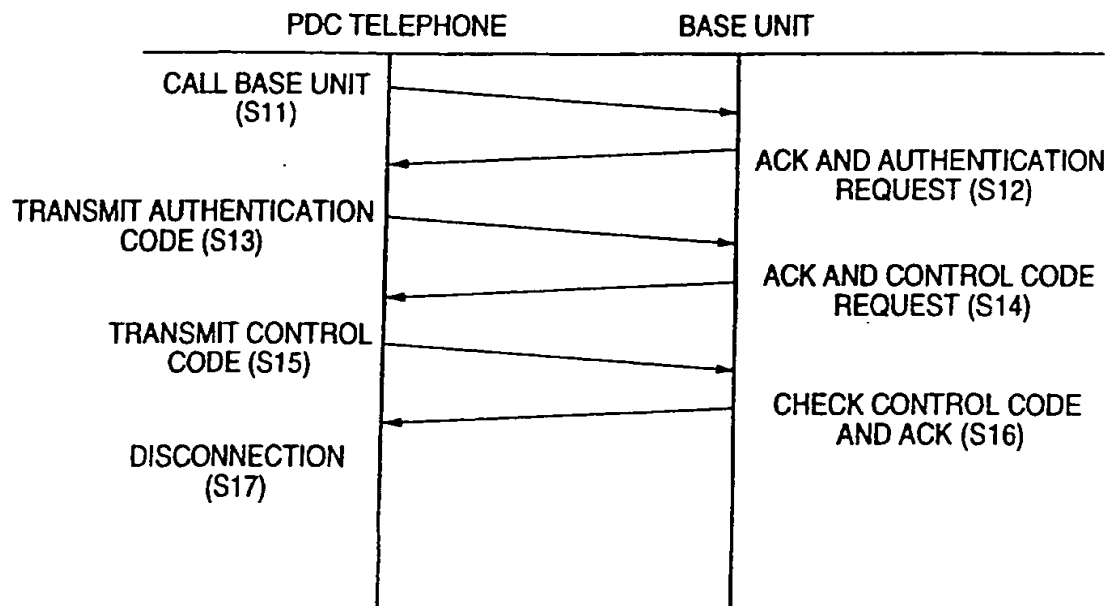 PDC TELEPHONE
BASE UNIT
CALL BASE UNIT
(S11)
ACK AND AUTHENTICATION
REQUEST (S12)
TRANSMIT AUTHENTICATION
CODE (S13)
ACK AND CONTROL CODE
REQUEST (S14)
TRANSMIT CONTROL
CODE (S15)
CHECK CONTROL CODE
AND ACK (S16)
DISCONNECTION
(S17)